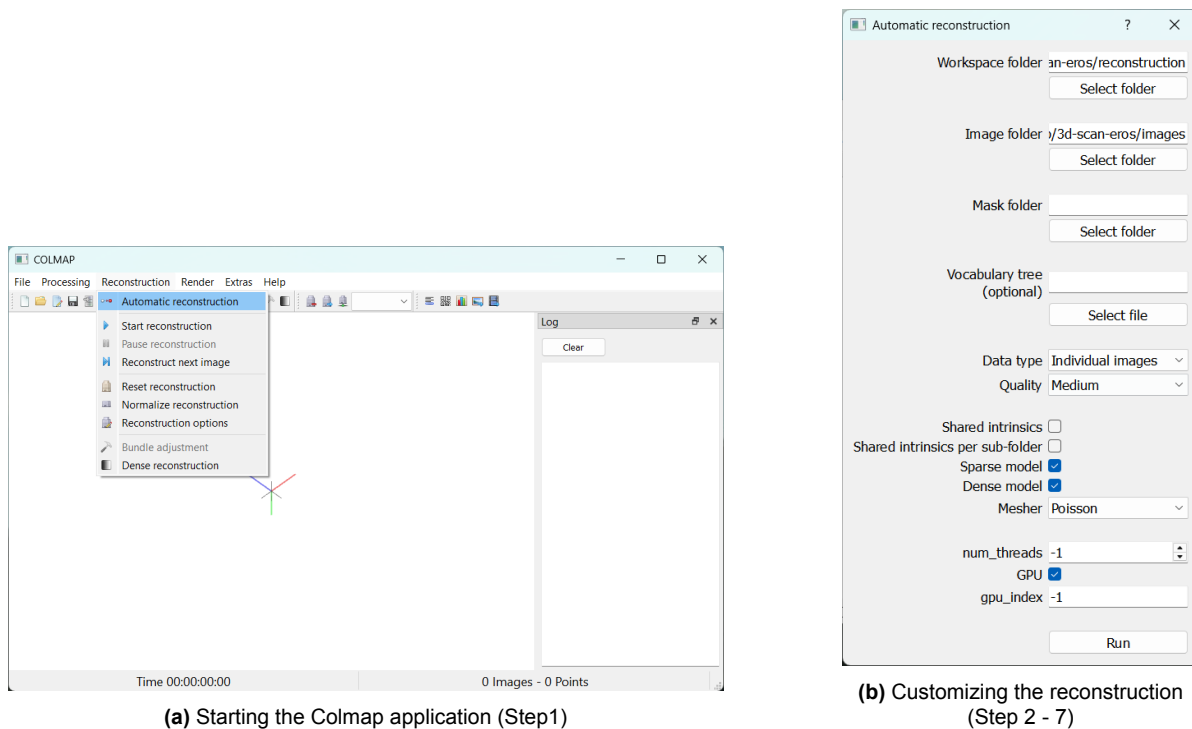 COLMAP
File Processing Reconstruction Render Extras Help
Automatic reconstruction
Start reconstruction
Pause reconstruction
Reconstruct next image
Reset reconstruction
Normalize reconstruction
Reconstruction options
Bundle adjustment
Dense reconstruction
Log
Clear
Time 00:00:00:00
0 Images - 0 Points
(a) Starting the Colmap application (Step1)
Automatic reconstruction
Workspace folder an-eros/reconstruction
Select folder
Image folder /3d-scan-eros/images
Select folder
Mask folder
Select folder
Vocabulary tree
(optional)
Select file
Data type Individual images
Quality Medium
Shared intrinsics
Shared intrinsics per sub-folder
Sparse model
Dense model
Mesher Poisson
num_threads -1
GPU
gpu_index -1
Run
(b) Customizing the reconstruction
(Step 2 - 7)